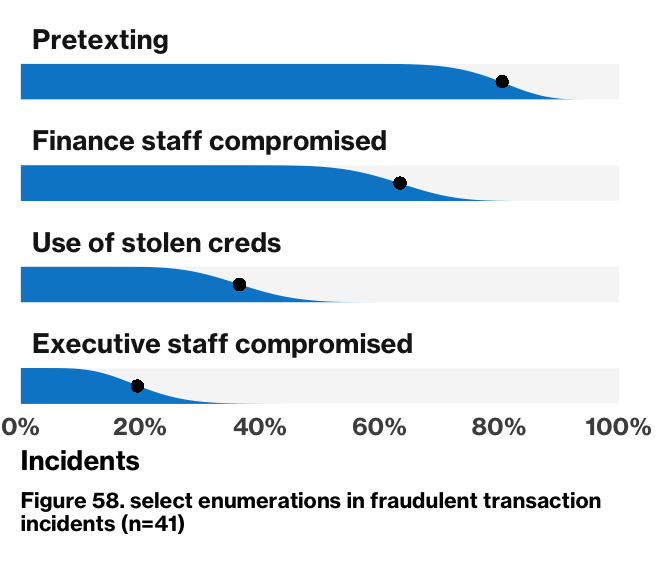 Pretexting
Finance staff compromised
Use of stolen creds
Executive staff compromised
0% 20% 40% 60% 80% 100%
Incidents
Figure 58. select enumerations in fraudulent transaction
incidents (n=41)